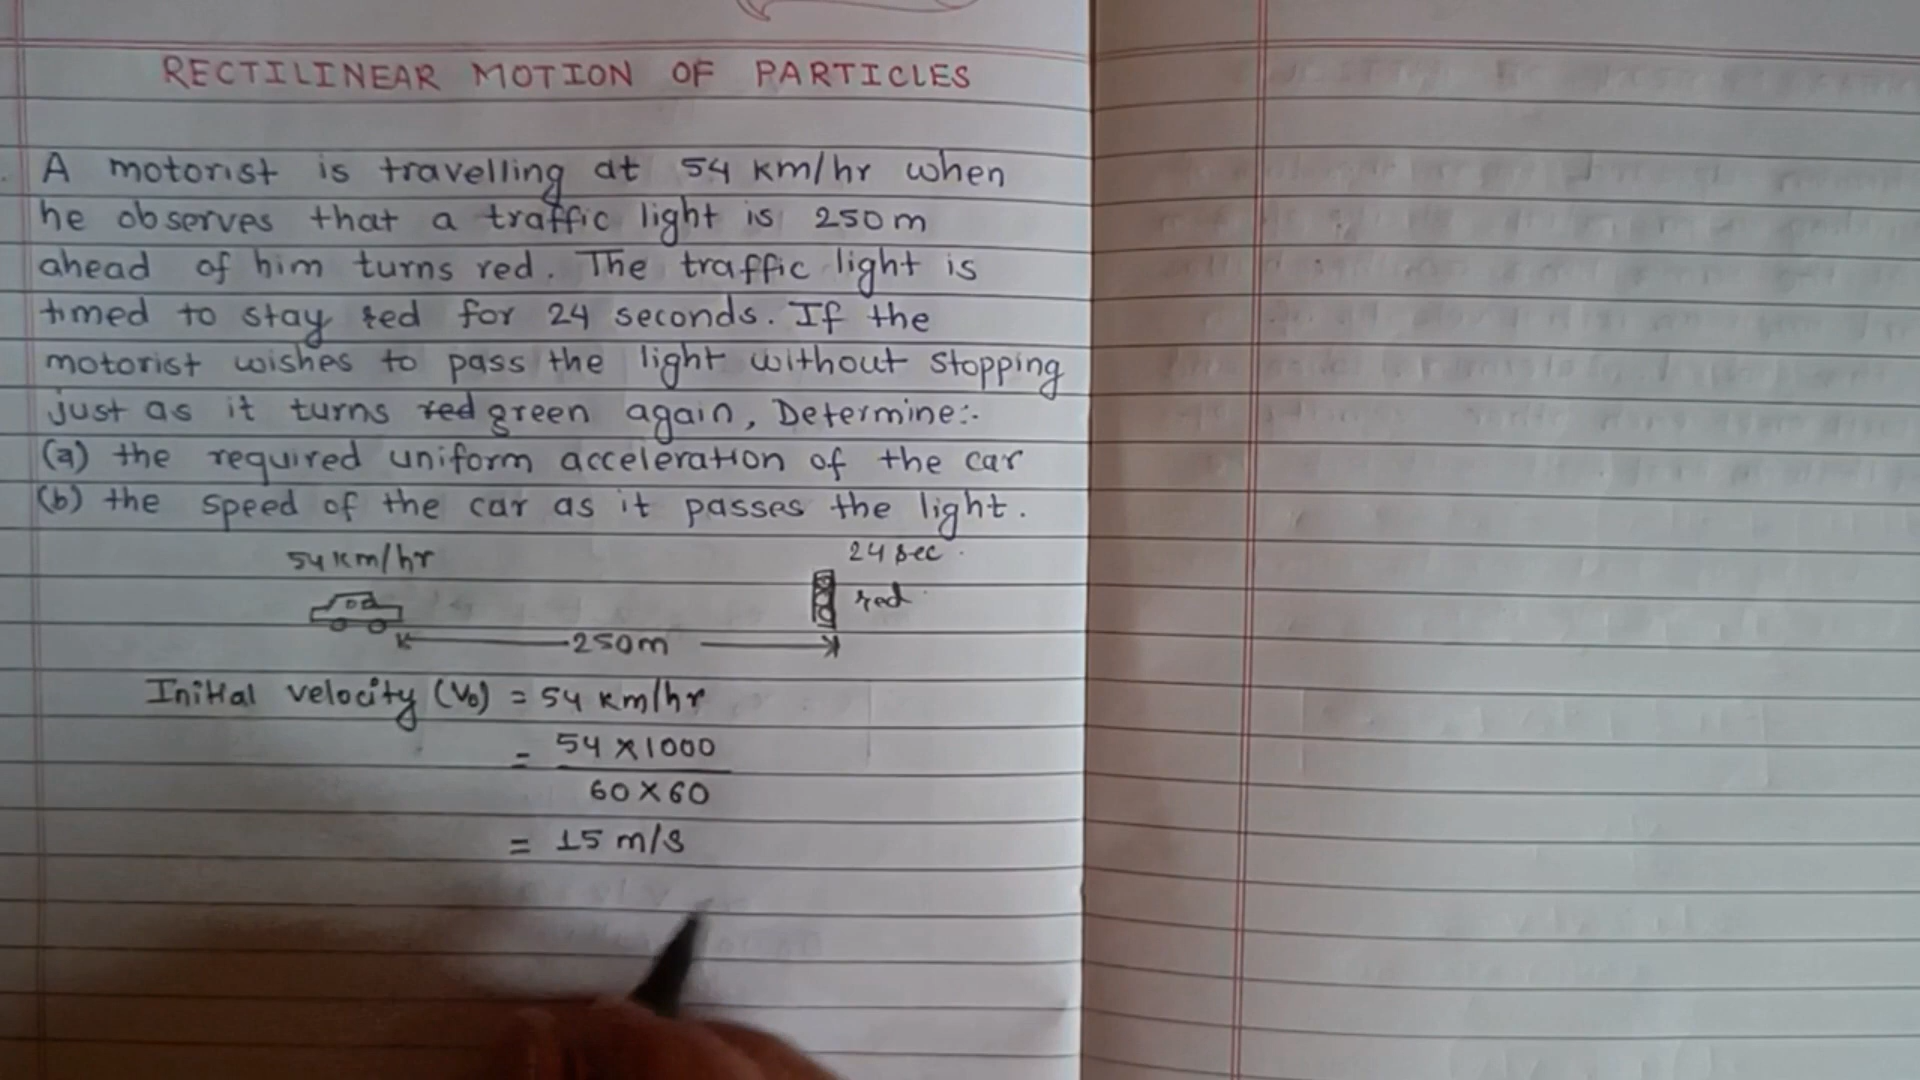 RECTILINEAR MOTION OF PARTICLES
A motorist is travelling at 54 km/hr when
he observes that a traffic light is 250m
ahead of him turns red. The traffic light is
timed to stay red for 24 seconds. If the
motorist wishes to pass the light without stopping
just as it turns red green again, Determine:-
(a) the required uniform acceleration of the car
(b) the speed of the car as it passes the light.
54 km/hr
24 sec
red
250m
Initial velocity (V₀) = 54 km/hr
= 54 × 1000
60 × 60
= 15 m/s